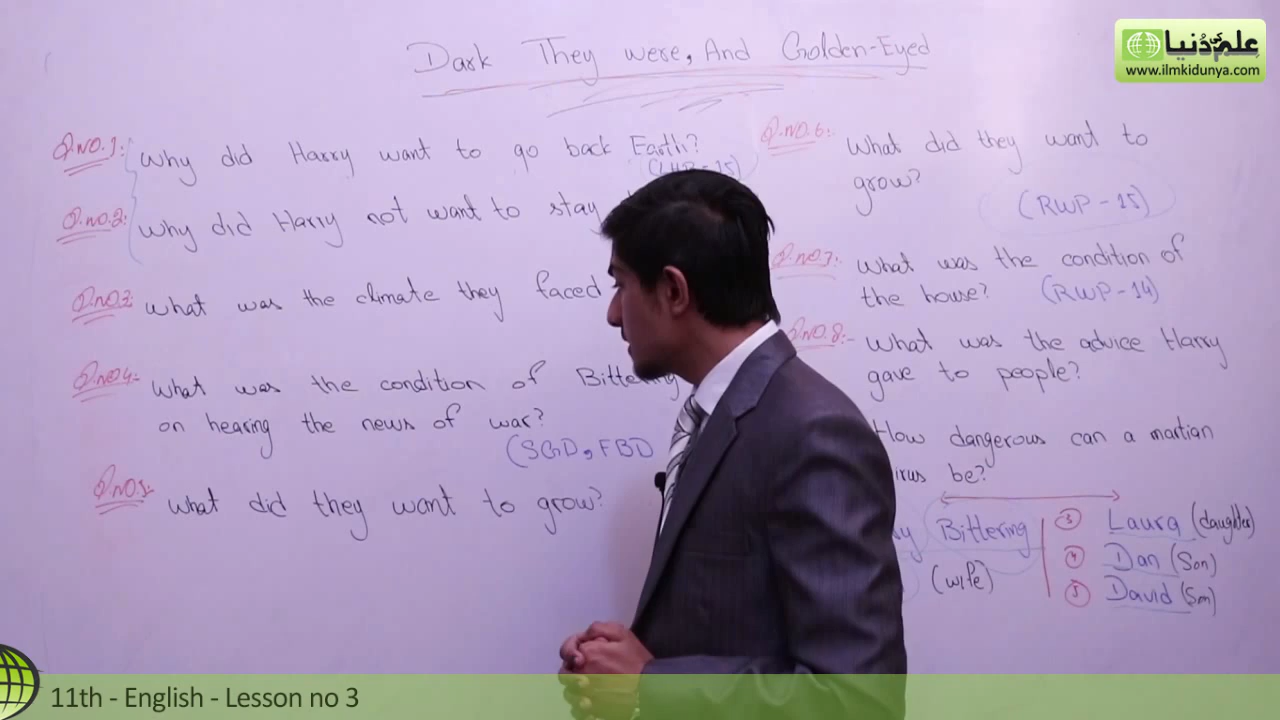 علم کی دنیا
www.ilmkidunya.com
Dark They were, And Golden-Eyed
Q.NO.1:- why did Harry want to go back Earth?
Q.NO.2:- why did Harry not want to stay
Q.NO.3:- what was the climate they faced
Q.NO.4:- what was the condition of Bittering
on hearing the news of war?
(SGD, FBD
Q.NO.5:- what did they want to grow?
Q.NO.6:- what did they want to
grow?
(RWP-15)
Q.NO.7:- what was the condition of
the house? (RWP-14)
Q.NO.8:- what was the advice Harry
gave to people?
How dangerous can a martian
be?
Bittering
(wife)
3 Laura (daughter)
4 Dan (Son)
5 David (Son)
11th - English - Lesson no 3